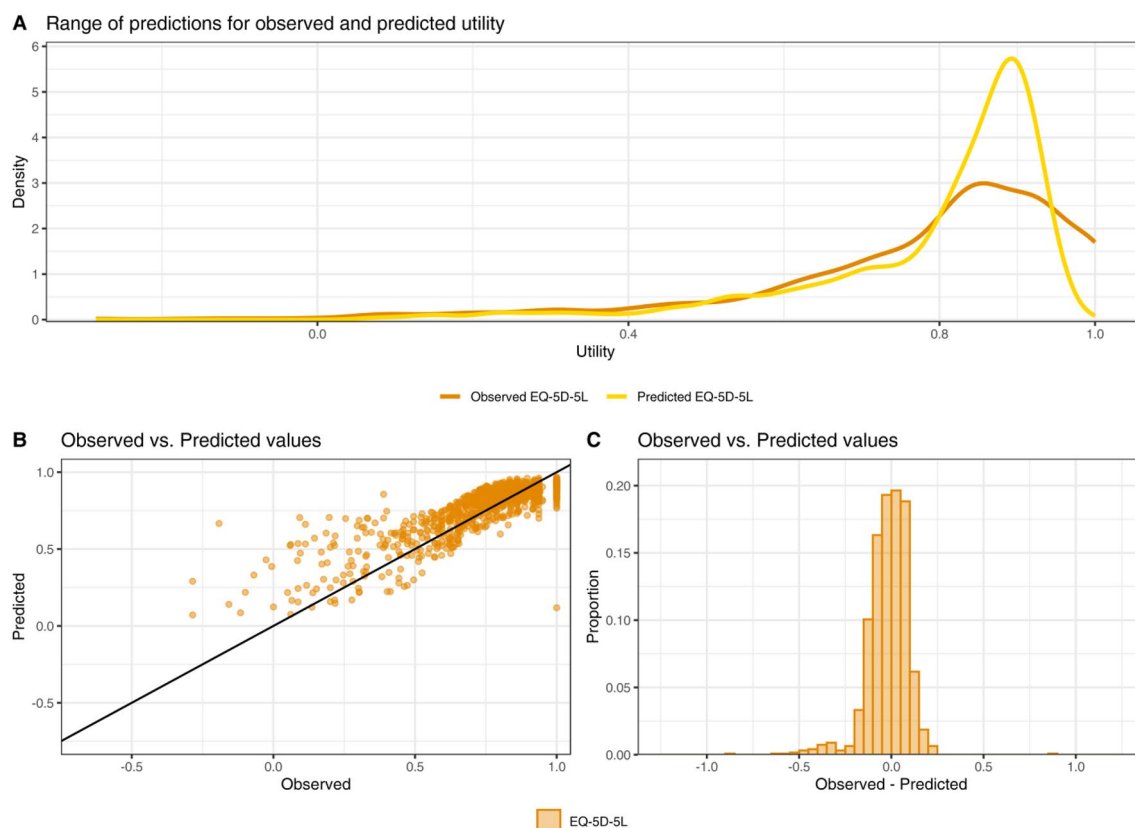 A Range of predictions for observed and predicted utility
6
5
4
3
2
1
0
Density
0.0 0.4 0.8 1.0
Utility
Observed EQ-5D-5L Predicted EQ-5D-5L
B Observed vs. Predicted values
1.0
0.5
0.0
-0.5
Predicted
-0.5 0.0 0.5 1.0
Observed
C Observed vs. Predicted values
0.20
0.15
0.10
0.05
0.00
Proportion
-1.0 -0.5 0.0 0.5 1.0
Observed - Predicted
EQ-5D-5L